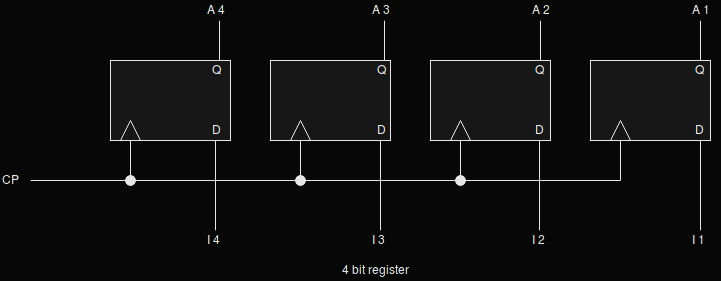 A 4 A 3 A 2 A 1
Q Q Q Q
D D D D
CP
I 4 I 3 I 2 I 1
4 bit register